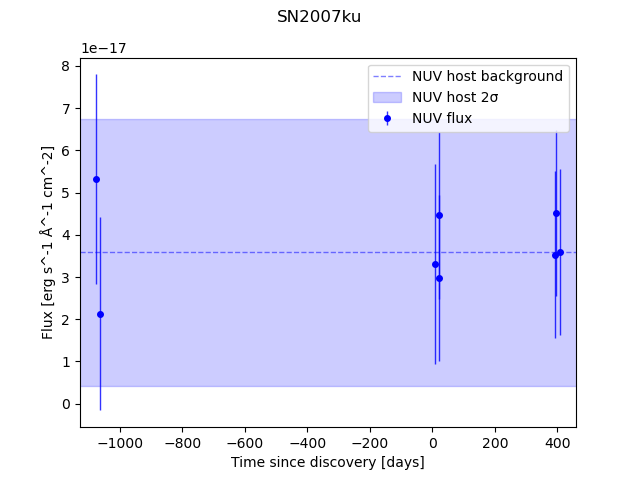 SN2007ku
1e−17
NUV host background
NUV host 2σ
NUV flux
8
7
6
5
4
3
2
1
0
Flux [erg s^-1 Å^-1 cm^-2]
−1000
−800
−600
−400
−200
0
200
400
Time since discovery [days]